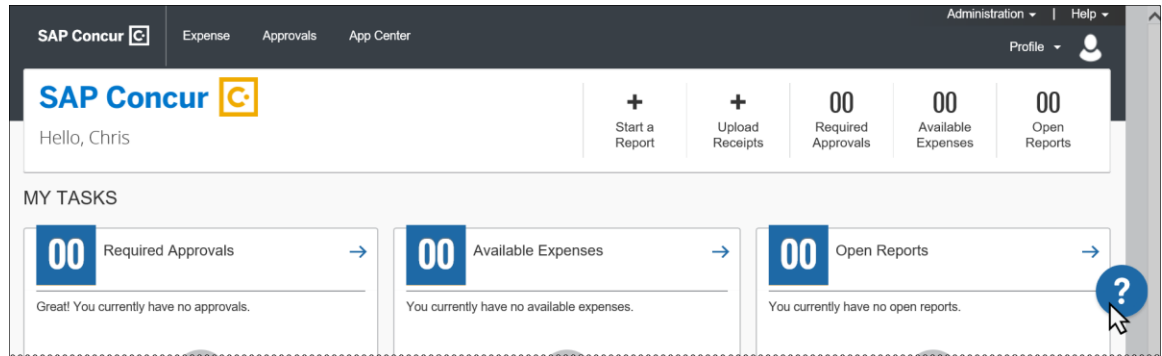 Administration | Help
SAP Concur C Expense Approvals App Center
Profile
SAP Concur C
Hello, Chris
+ + 00 00 00
Start a Upload Required Available Open
Report Receipts Approvals Expenses Reports
MY TASKS
00 Required Approvals →
Great! You currently have no approvals.
00 Available Expenses →
You currently have no available expenses.
00 Open Reports →
You currently have no open reports.
?